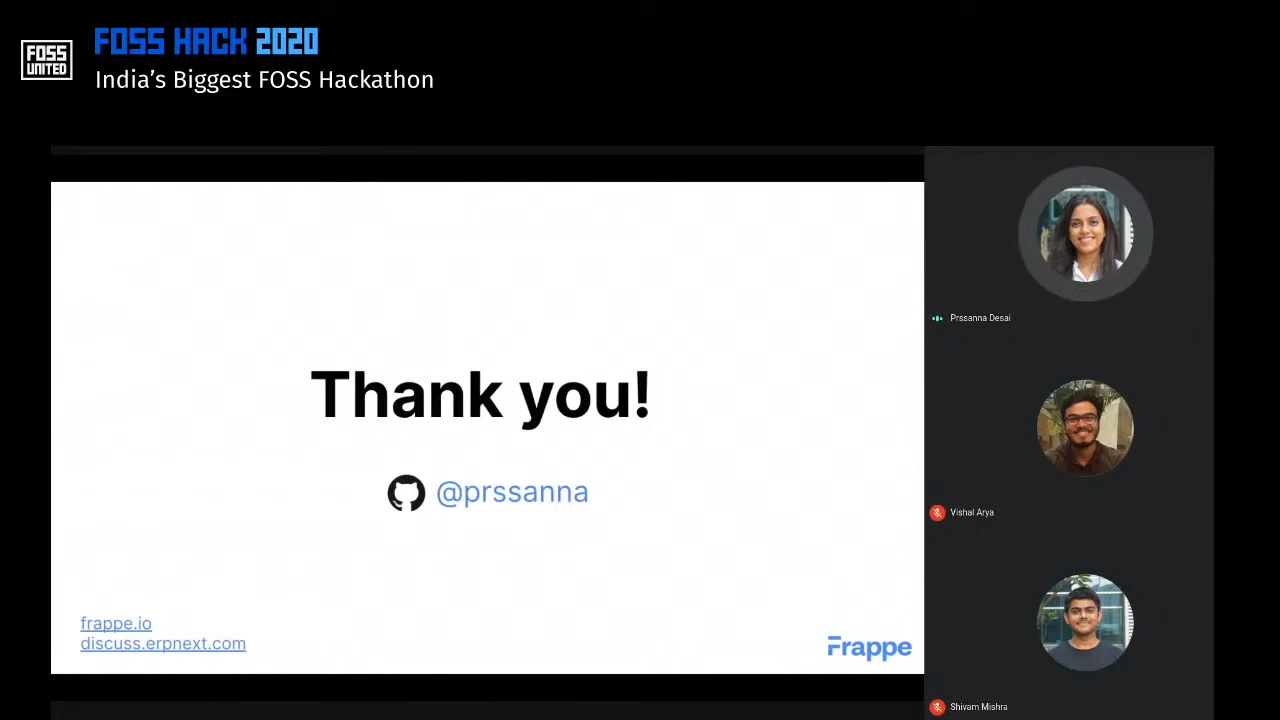 FOSS UNITED
FOSS HACK 2020
India's Biggest FOSS Hackathon
Thank you!
@prssanna
frappe.io
discuss.erpnext.com
Frappe
Prssanna Desai
Vishal Arya
Shivam Mishra